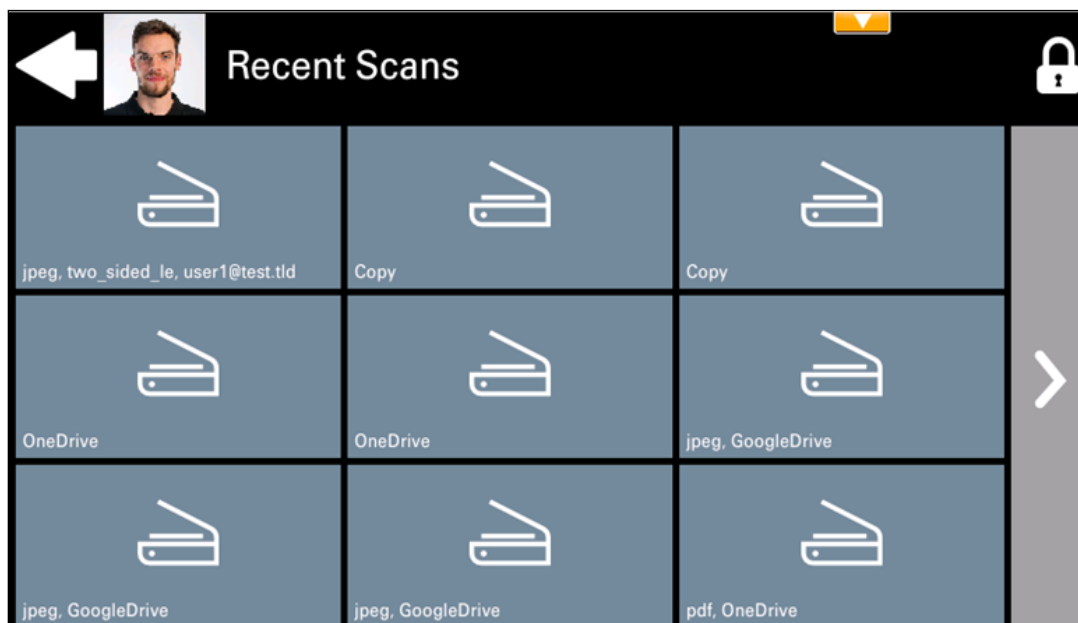 Recent Scans
jpeg, two_sided_le, user1@test.tld
Copy
Copy
OneDrive
OneDrive
jpeg, GoogleDrive
jpeg, GoogleDrive
jpeg, GoogleDrive
pdf, OneDrive